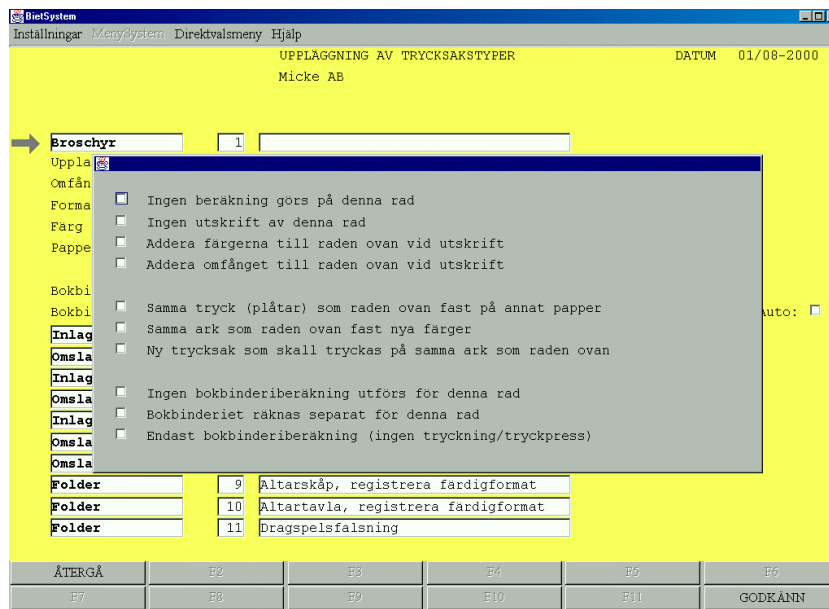 BietSystem
Inställningar MenySystem Direktvalsmeny Hjälp
UPPLÄGGNING AV TRYCKSAKSTYPER DATUM 01/08-2000
Micke AB
Broschyr 1
Uppla
Omfån
Forma
Färg
Pappe
Bokbi
Bokbi Auto:
Inlag
Omsla
Inlag
Omsla
Inlag
Omsla
Omsla
Ingen beräkning görs på denna rad
Ingen utskrift av denna rad
Addera färgerna till raden ovan vid utskrift
Addera omfånget till raden ovan vid utskrift
Samma tryck (plåtar) som raden ovan fast på annat papper
Samma ark som raden ovan fast nya färger
Ny trycksak som skall tryckas på samma ark som raden ovan
Ingen bokbinderiberäkning utförs för denna rad
Bokbinderiet räknas separat för denna rad
Endast bokbinderiberäkning (ingen tryckning/tryckpress)
Folder 9 Altarskåp, registrera färdigformat
Folder 10 Altartavla, registrera färdigformat
Folder 11 Dragspelsfalsning
ÅTERGÅ F2 F3 F4 F5 F6
F7 F8 F9 F10 F11 GODKÄNN